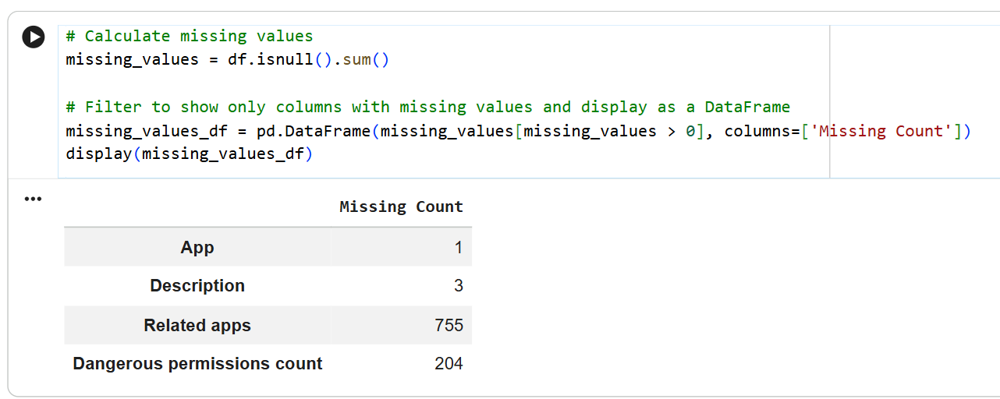 # Calculate missing values
missing_values = df.isnull().sum()
# Filter to show only columns with missing values and display as a DataFrame
missing_values_df = pd.DataFrame(missing_values[missing_values > 0], columns=['Missing Count'])
display(missing_values_df)
Missing Count
App 1
Description 3
Related apps 755
Dangerous permissions count 204